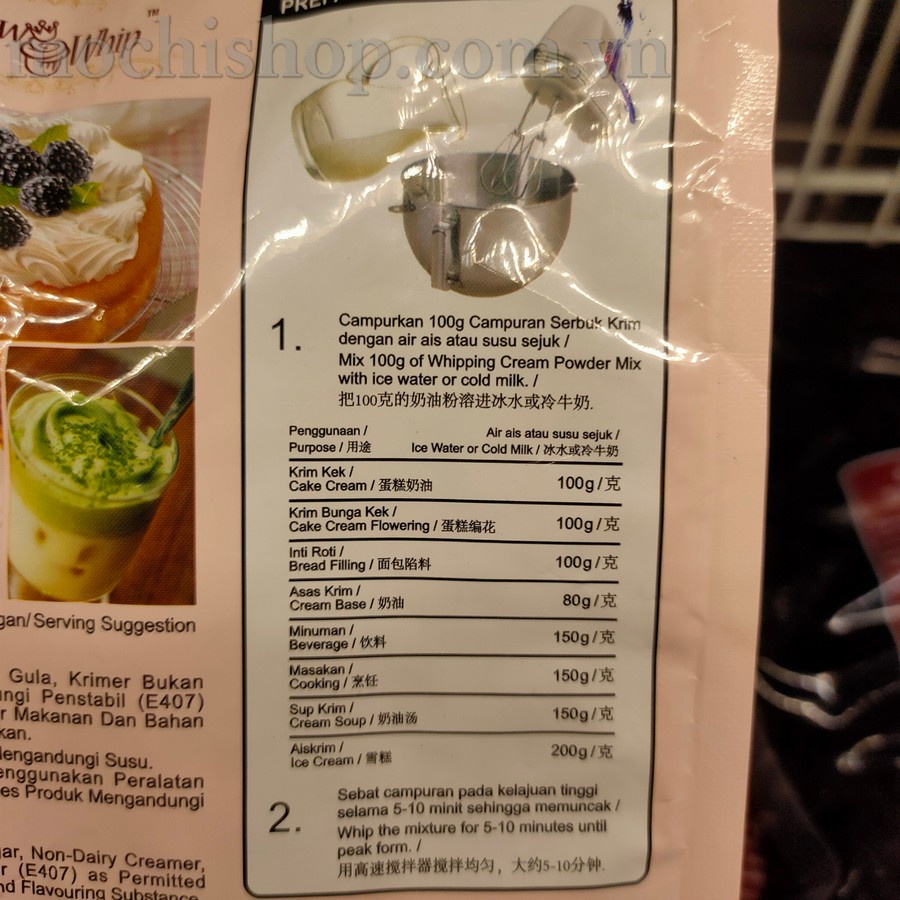 Whip ™
mochishop.com.vn
1.
Campurkan 100g Campuran Serbuk Krim
dengan air ais atau susu sejuk /
Mix 100g of Whipping Cream Powder Mix
with ice water or cold milk. /
把100克的奶油粉溶进冰水或冷牛奶.
Penggunaan / Air ais atau susu sejuk /
Purpose / 用途 Ice Water or Cold Milk / 冰水或冷牛奶
Krim Kek /
Cake Cream / 蛋糕奶油 100g/克
Krim Bunga Kek /
Cake Cream Flowering / 蛋糕编花 100g/克
Inti Roti /
Bread Filling / 面包陷料 100g/克
Asas Krim /
Cream Base / 奶油 80g/克
Minuman /
Beverage / 饮料 150g/克
Masakan /
Cooking / 烹饪 150g/克
Sup Krim /
Cream Soup / 奶油汤 150g/克
Aiskrim /
Ice Cream / 雪糕 200g/克
2.
Sebat campuran pada kelajuan tinggi
selama 5-10 minit sehingga memuncak /
Whip the mixture for 5-10 minutes until
peak form. /
用高速搅拌器搅拌均匀，大约5-10分钟.
/Serving Suggestion
Gula, Krimer Bukan
Penstabil (E407)
Makanan Dan Bahan
Mengandungi Susu.
Peralatan
Produk Mengandungi
Non-Dairy Creamer,
(E407) as Permitted
Flavouring Substance.